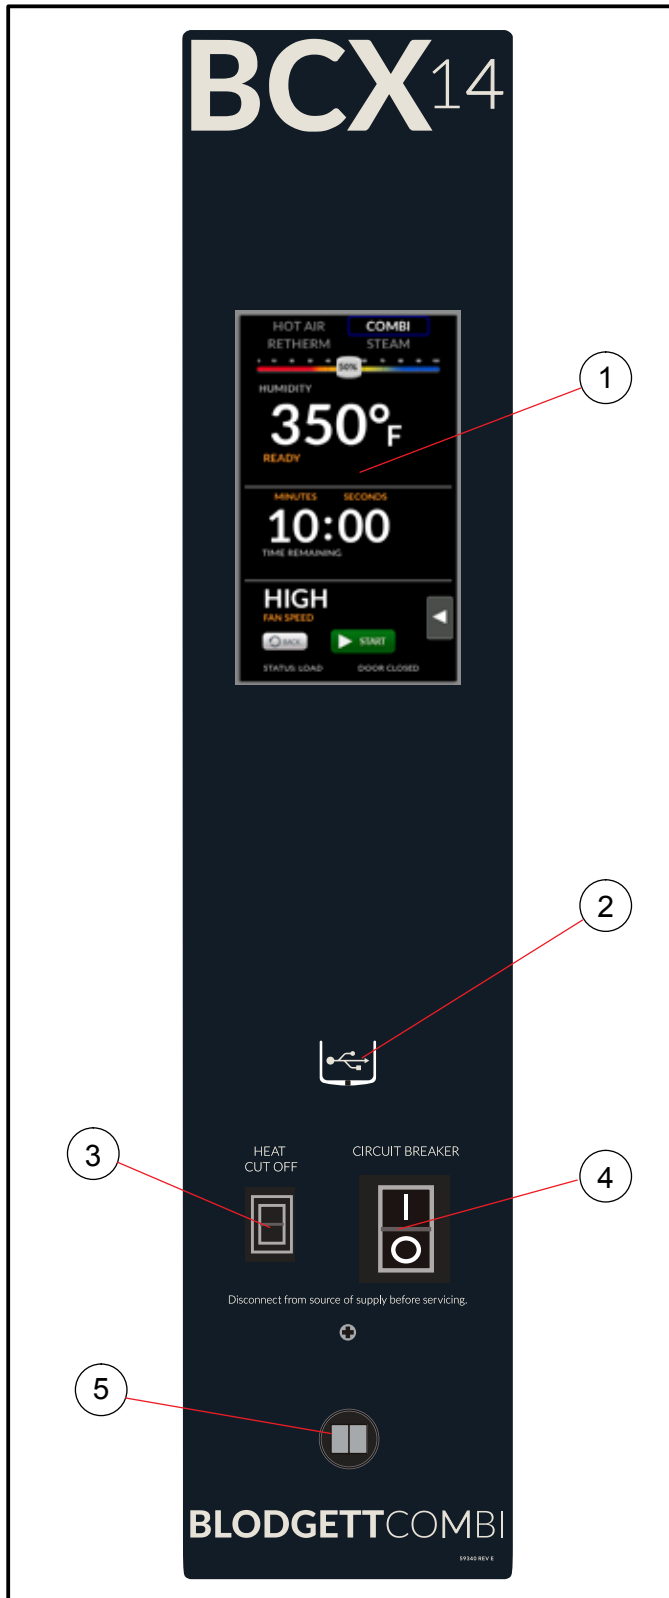 BCX14
HOT AIR COMBI
RETHERM STEAM
50%
HUMIDITY
350°F
READY
1
MINUTES SECONDS
10:00
TIME REMAINING
HIGH
FAN SPEED
BACK START
STATUS: LOAD DOOR CLOSED
2
HEAT
CUT OFF
CIRCUIT BREAKER
3
4
I
O
Disconnect from source of supply before servicing.
5
BLODGETTCOMBI
59340 REV E